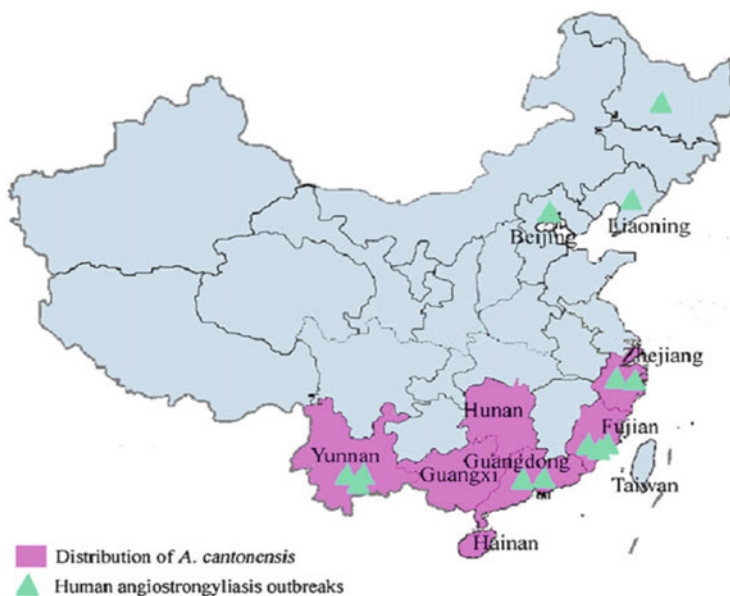 Beijing
Liaoning
Zhejiang
Hunan
Fujian
Yunnan
Guangdong
Guangxi
Taiwan
Hainan
Distribution of A. cantonensis
Human angiostrongyliasis outbreaks